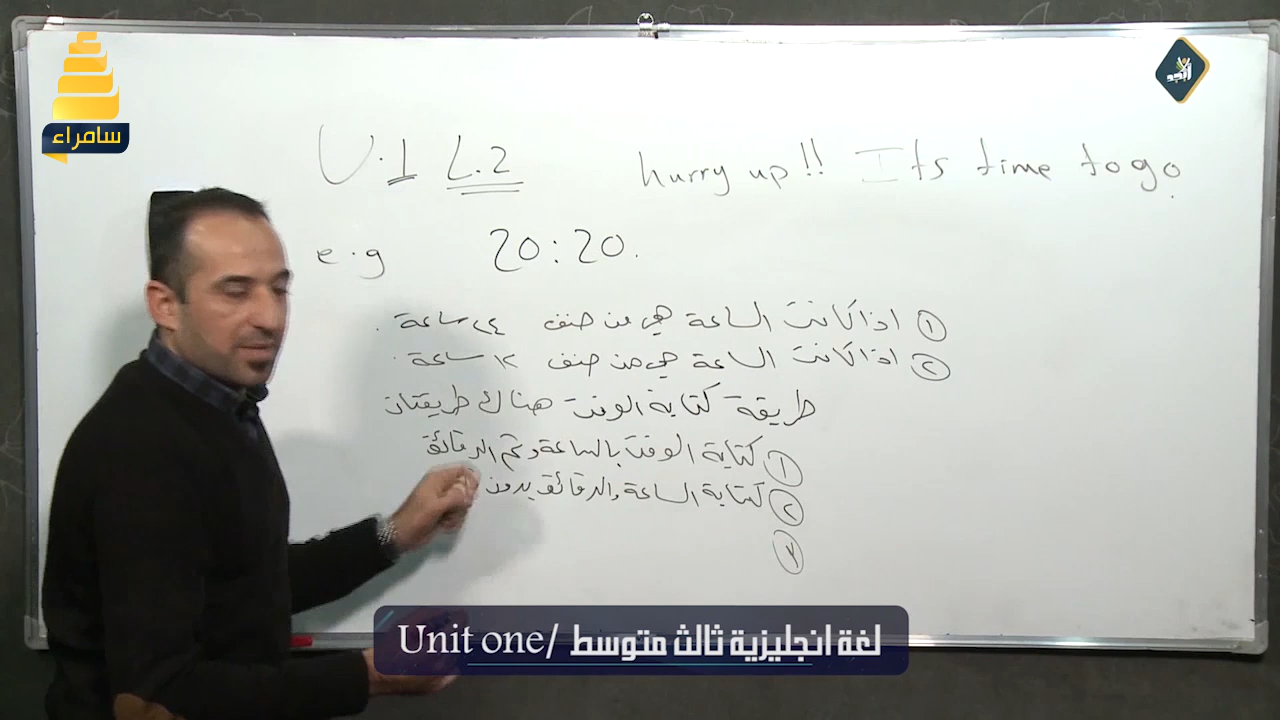 سامراء
أبجد
U.1 L.2 hurry up!! Its time to go.
e.g 20:20.
① اذا كانت الساعة هي من صنف ٢٤ ساعة.
② اذا كانت الساعة هي من صنف ١٢ ساعة.
طريقة كتابة الوقت هناك طريقتان
① كتابة الوقت بالساعة وثم الدقائق
② كتابة الساعة والدقائق بدون
③
لغة انجليزية ثالث متوسط /Unit one